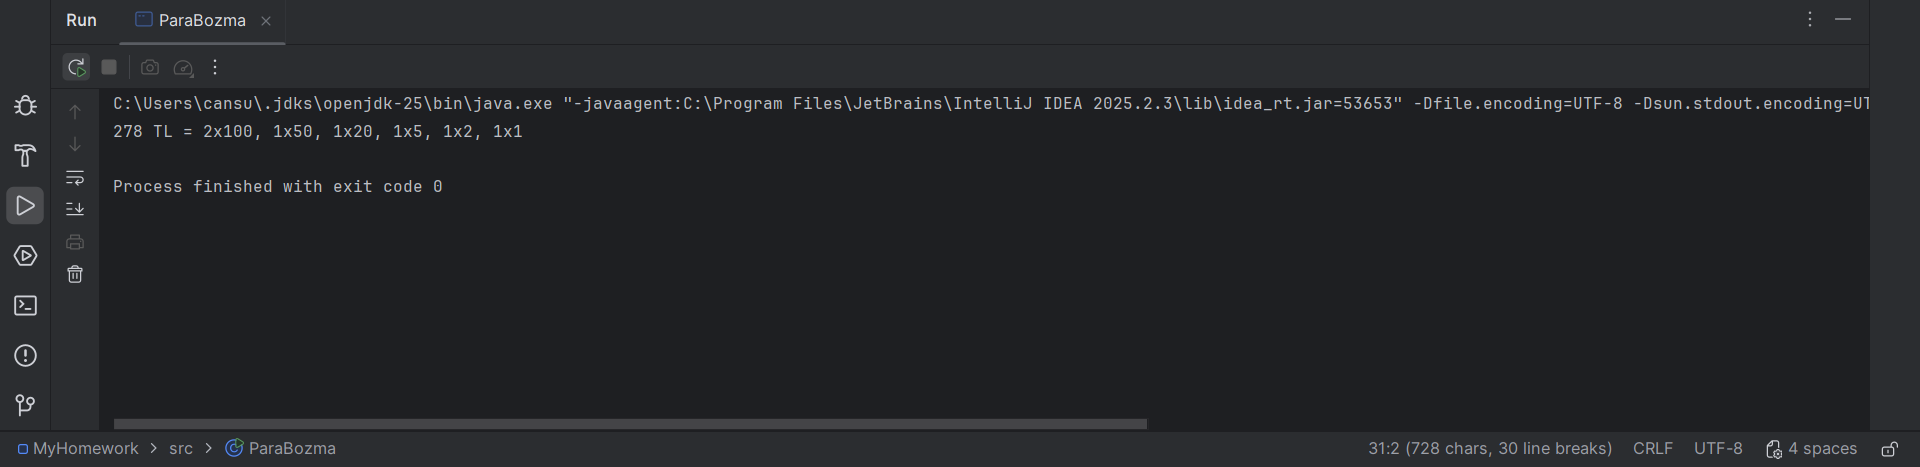 Run ParaBozma
C:\Users\cansu\.jdks\openjdk-25\bin\java.exe "-javaagent:C:\Program Files\JetBrains\IntelliJ IDEA 2025.2.3\lib\idea_rt.jar=53653" -Dfile.encoding=UTF-8 -Dsun.stdout.encoding=UT
278 TL = 2x100, 1x50, 1x20, 1x5, 1x2, 1x1
Process finished with exit code 0
MyHomework > src > ParaBozma 31:2 (728 chars, 30 line breaks) CRLF UTF-8 4 spaces